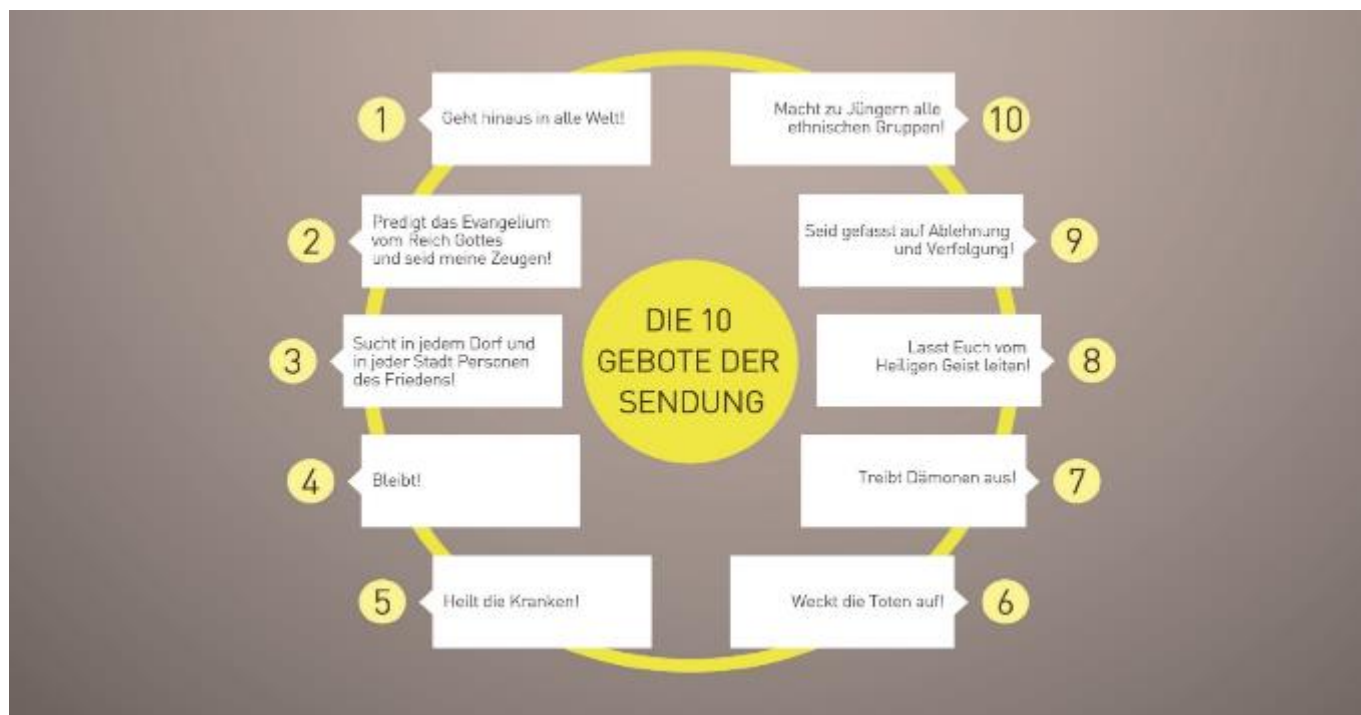 1
Geht hinaus in alle Welt!
2
Predigt das Evangelium
vom Reich Gottes
und seid meine Zeugen!
3
Sucht in jedem Dorf und
in jeder Stadt Personen
des Friedens!
4
Bleibt!
5
Heilt die Kranken!
DIE 10
GEBOTE DER
SENDUNG
Macht zu Jüngern alle
ethnischen Gruppen!
10
Seid gefasst auf Ablehnung
und Verfolgung!
9
Lasst Euch vom
Heiligen Geist leiten!
8
Treibt Dämonen aus!
7
Weckt die Toten auf!
6